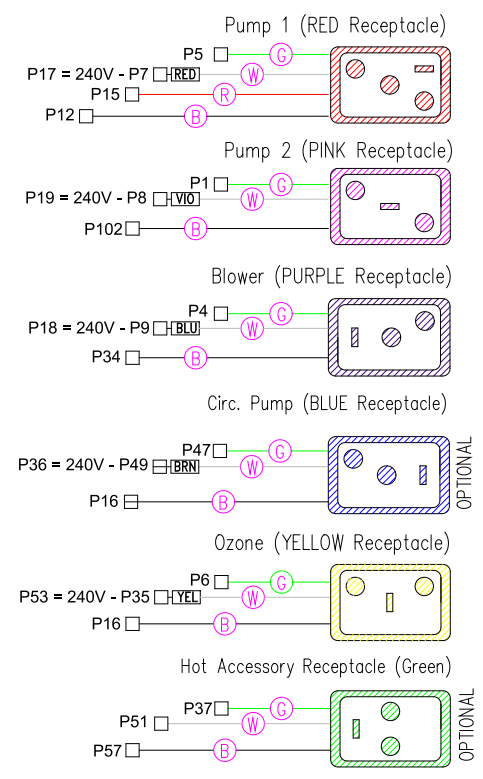 Pump 1 (RED Receptacle)
P5 G
P17 = 240V - P7 RED W
P15 R
P12 B
Pump 2 (PINK Receptacle)
P1 G
P19 = 240V - P8 VIO W
P102 B
Blower (PURPLE Receptacle)
P4 G
P18 = 240V - P9 BLU W
P34 B
Circ. Pump (BLUE Receptacle)
P47 G
P36 = 240V - P49 BRN W
P16 B
OPTIONAL
Ozone (YELLOW Receptacle)
P6 G
P53 = 240V - P35 YEL W
P16 B
Hot Accessory Receptacle (Green)
P37 G
P51 W
P57 B
OPTIONAL